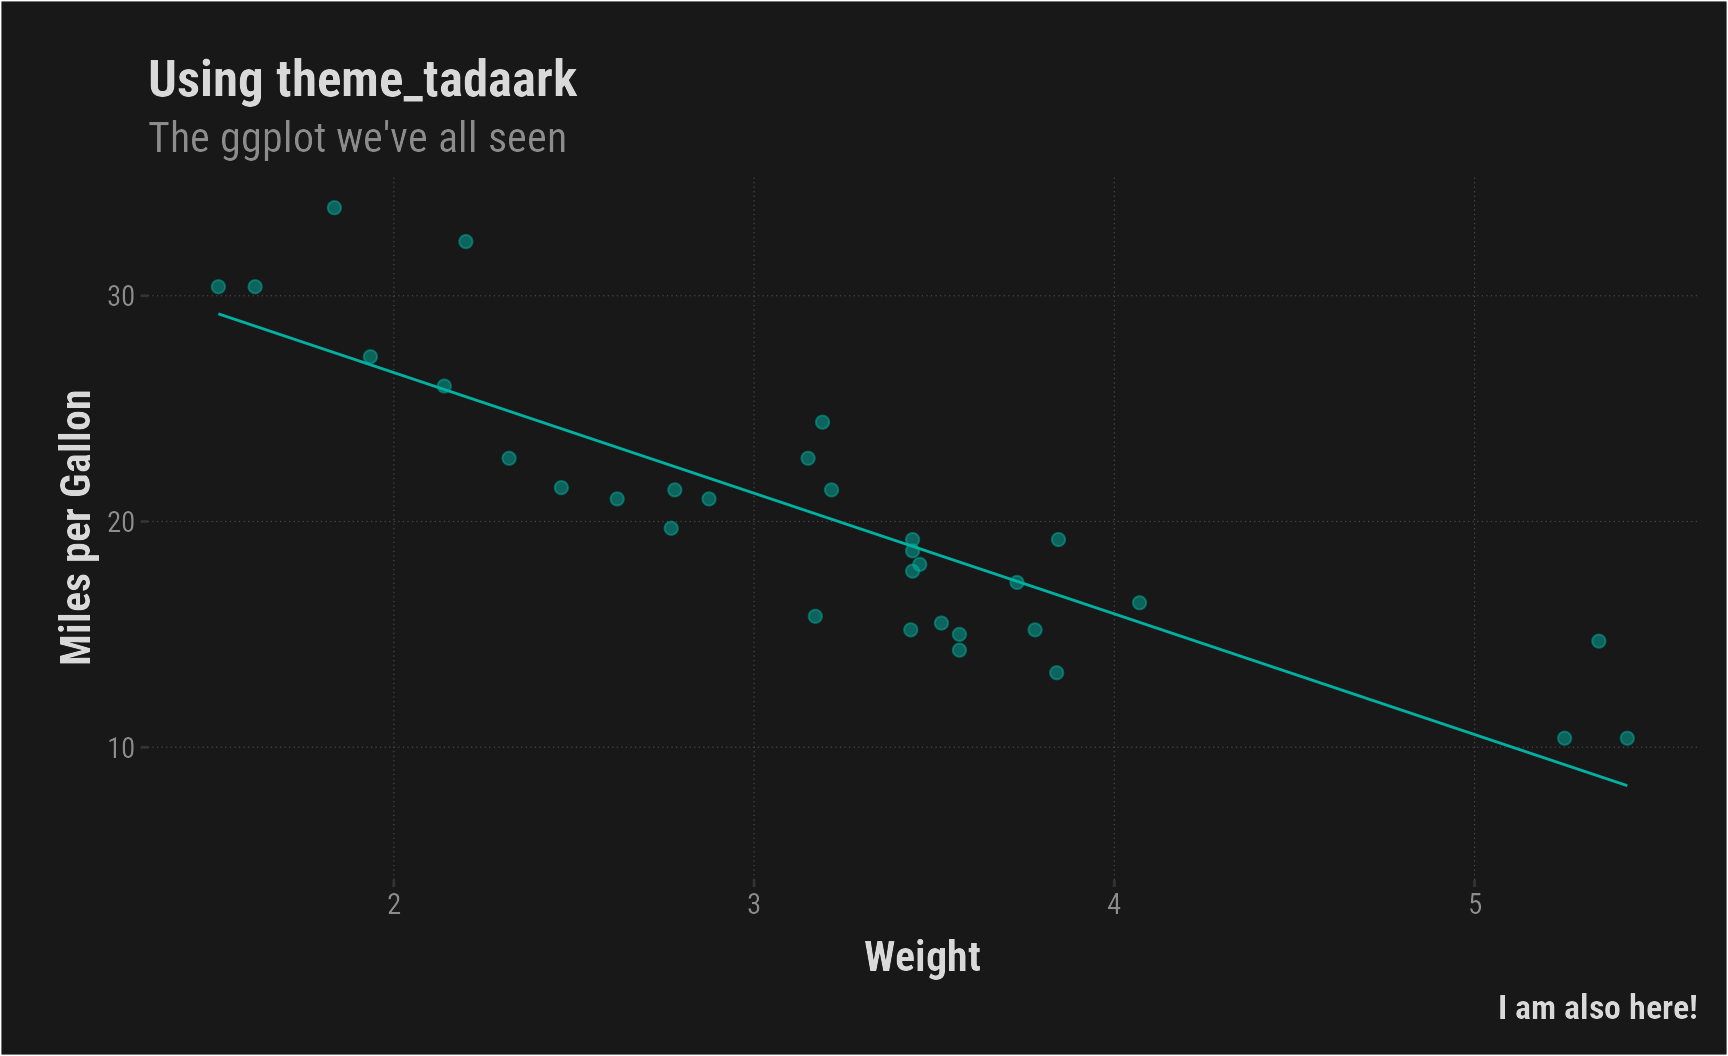 Using theme_tadaark
The ggplot we've all seen
Miles per Gallon
30
20
10
2
3
4
5
Weight
I am also here!